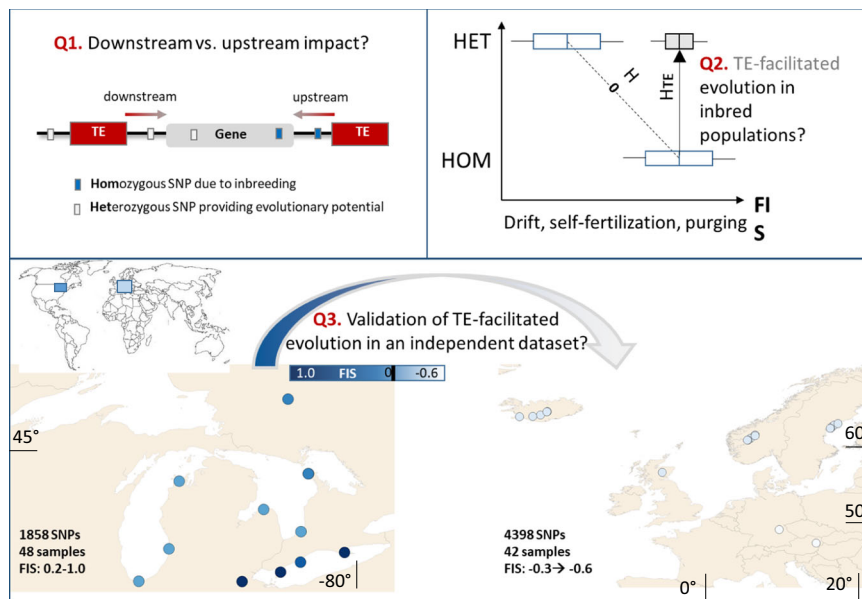 Q1. Downstream vs. upstream impact?
downstream
upstream
TE
Gene
TE
Homozygous SNP due to inbreeding
Heterozygous SNP providing evolutionary potential
HET
HOM
H0
HTE
Q2. TE-facilitated
evolution in
inbred
populations?
Drift, self-fertilization, purging
FI
S
Q3. Validation of TE-facilitated
evolution in an independent dataset?
1.0 FIS 0 -0.6
45°
1858 SNPs
48 samples
FIS: 0.2-1.0
-80°
60
50
4398 SNPs
42 samples
FIS: -0.3→ -0.6
0°
20°